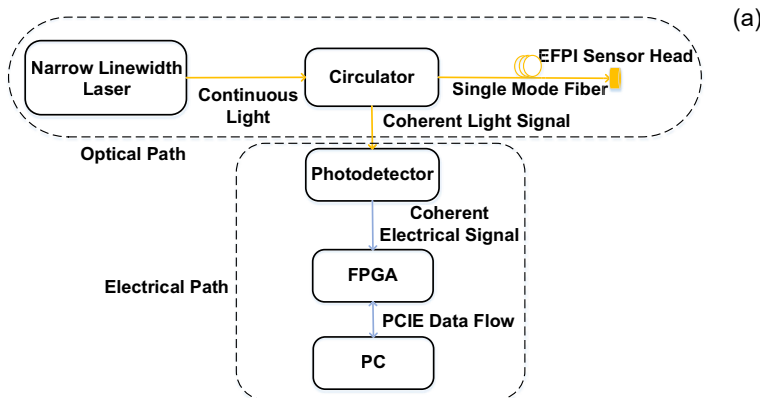 (a)
Narrow Linewidth
Laser
Continuous
Light
Circulator
EFPI Sensor Head
Single Mode Fiber
Coherent Light Signal
Optical Path
Photodetector
Coherent
Electrical Signal
FPGA
Electrical Path
PCIE Data Flow
PC